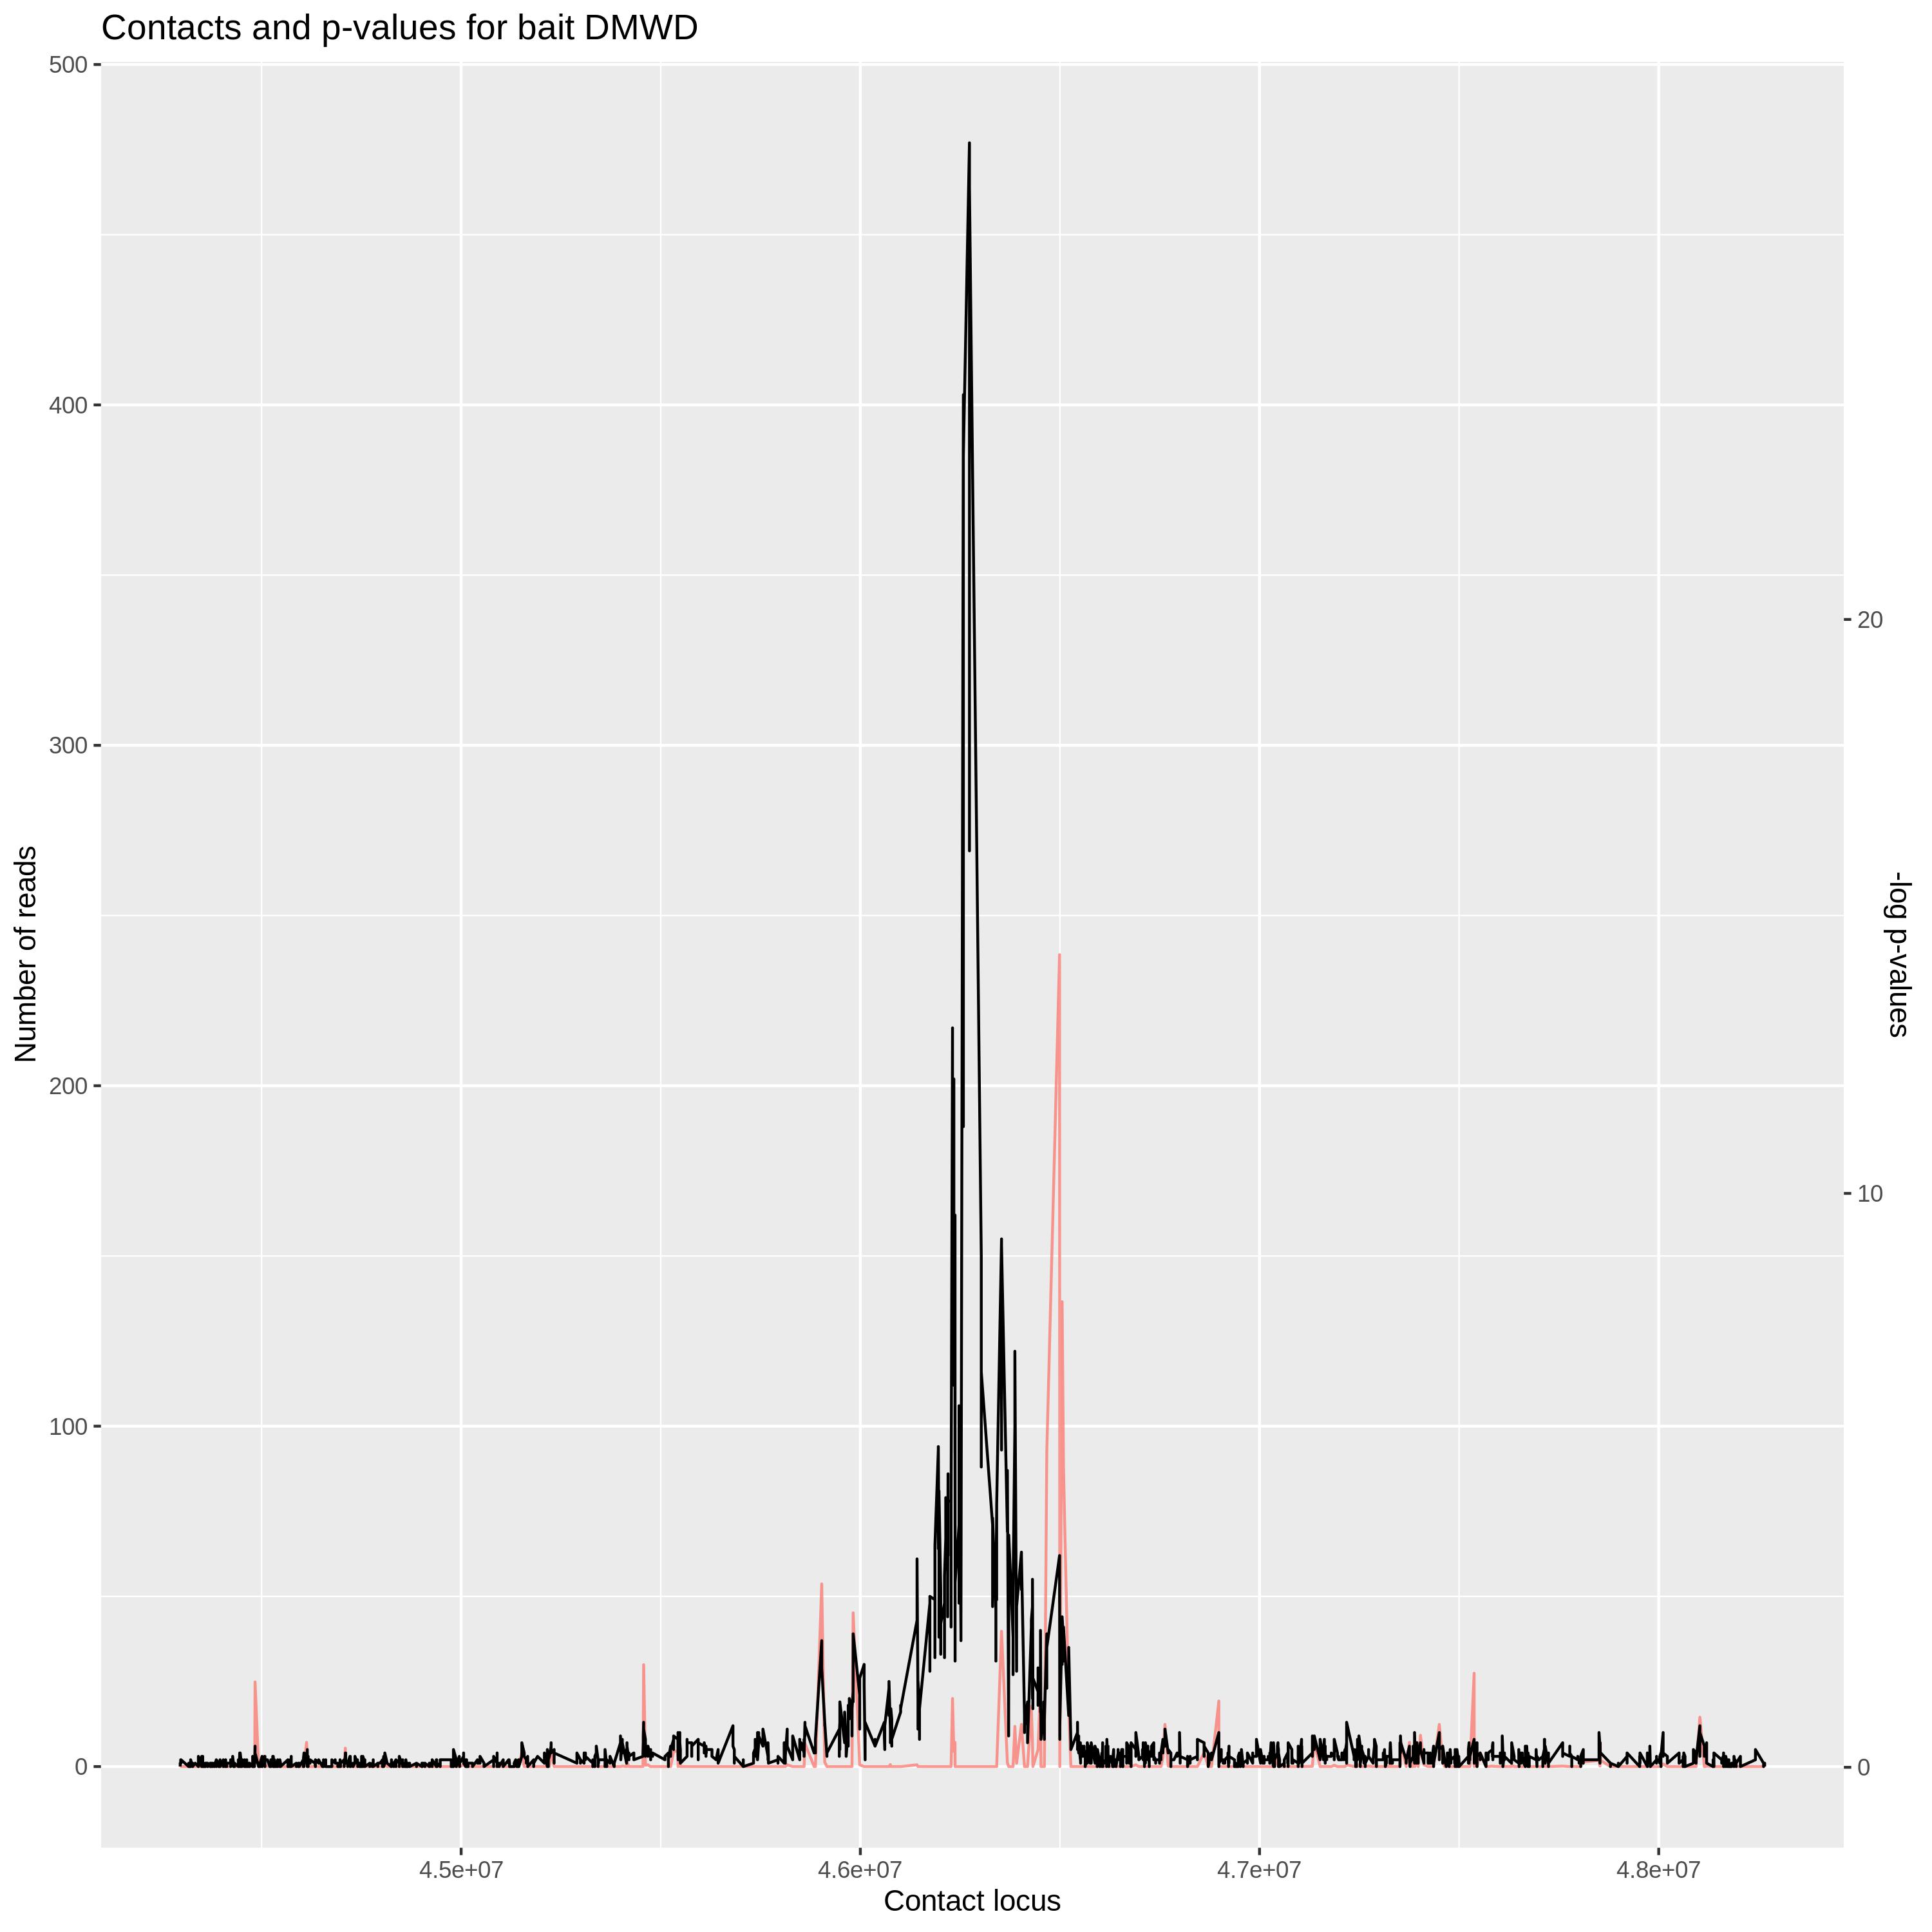 Contacts and p-values for bait DMWD
500
400
300
200
100
0
Number of reads
20
10
0
-log p-values
4.5e+07 4.6e+07 4.7e+07 4.8e+07
Contact locus